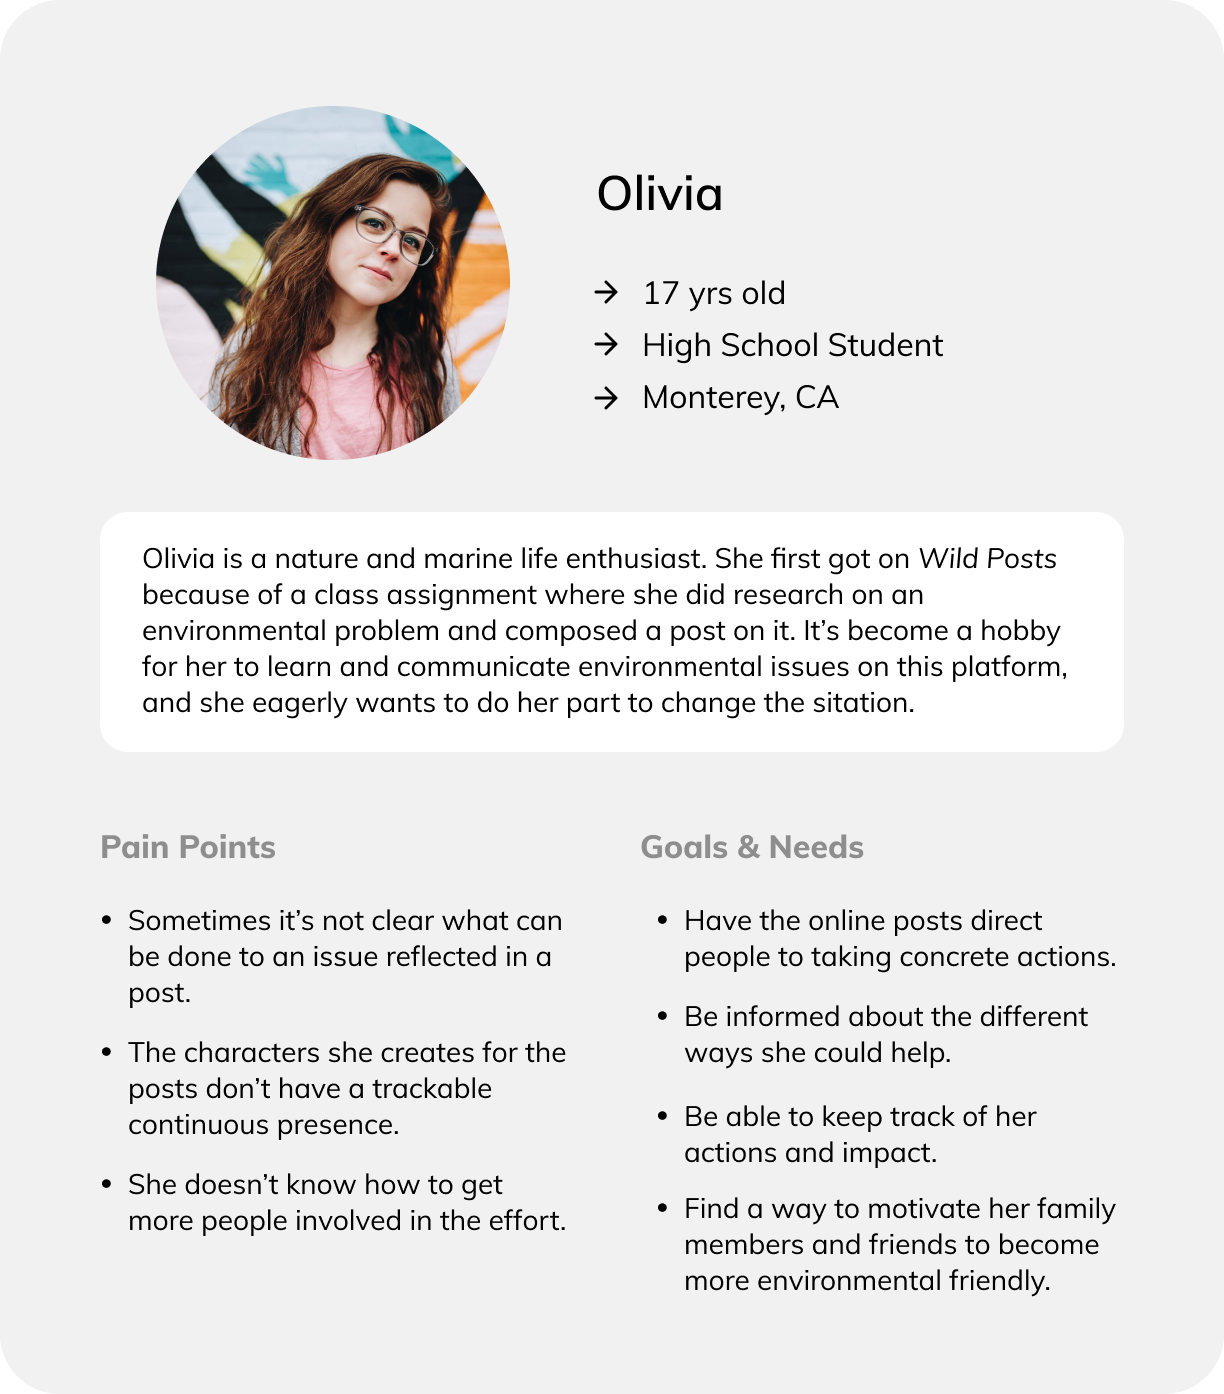 Olivia
17 yrs old
High School Student
Monterey, CA
Olivia is a nature and marine life enthusiast. She first got on Wild Posts
because of a class assignment where she did research on an
environmental problem and composed a post on it. It’s become a hobby
for her to learn and communicate environmental issues on this platform,
and she eagerly wants to do her part to change the sitation.
Pain Points
• Sometimes it’s not clear what can
be done to an issue reflected in a
post.
• The characters she creates for the
posts don’t have a trackable
continuous presence.
• She doesn’t know how to get
more people involved in the effort.
Goals & Needs
• Have the online posts direct
people to taking concrete actions.
• Be informed about the different
ways she could help.
• Be able to keep track of her
actions and impact.
• Find a way to motivate her family
members and friends to become
more environmental friendly.